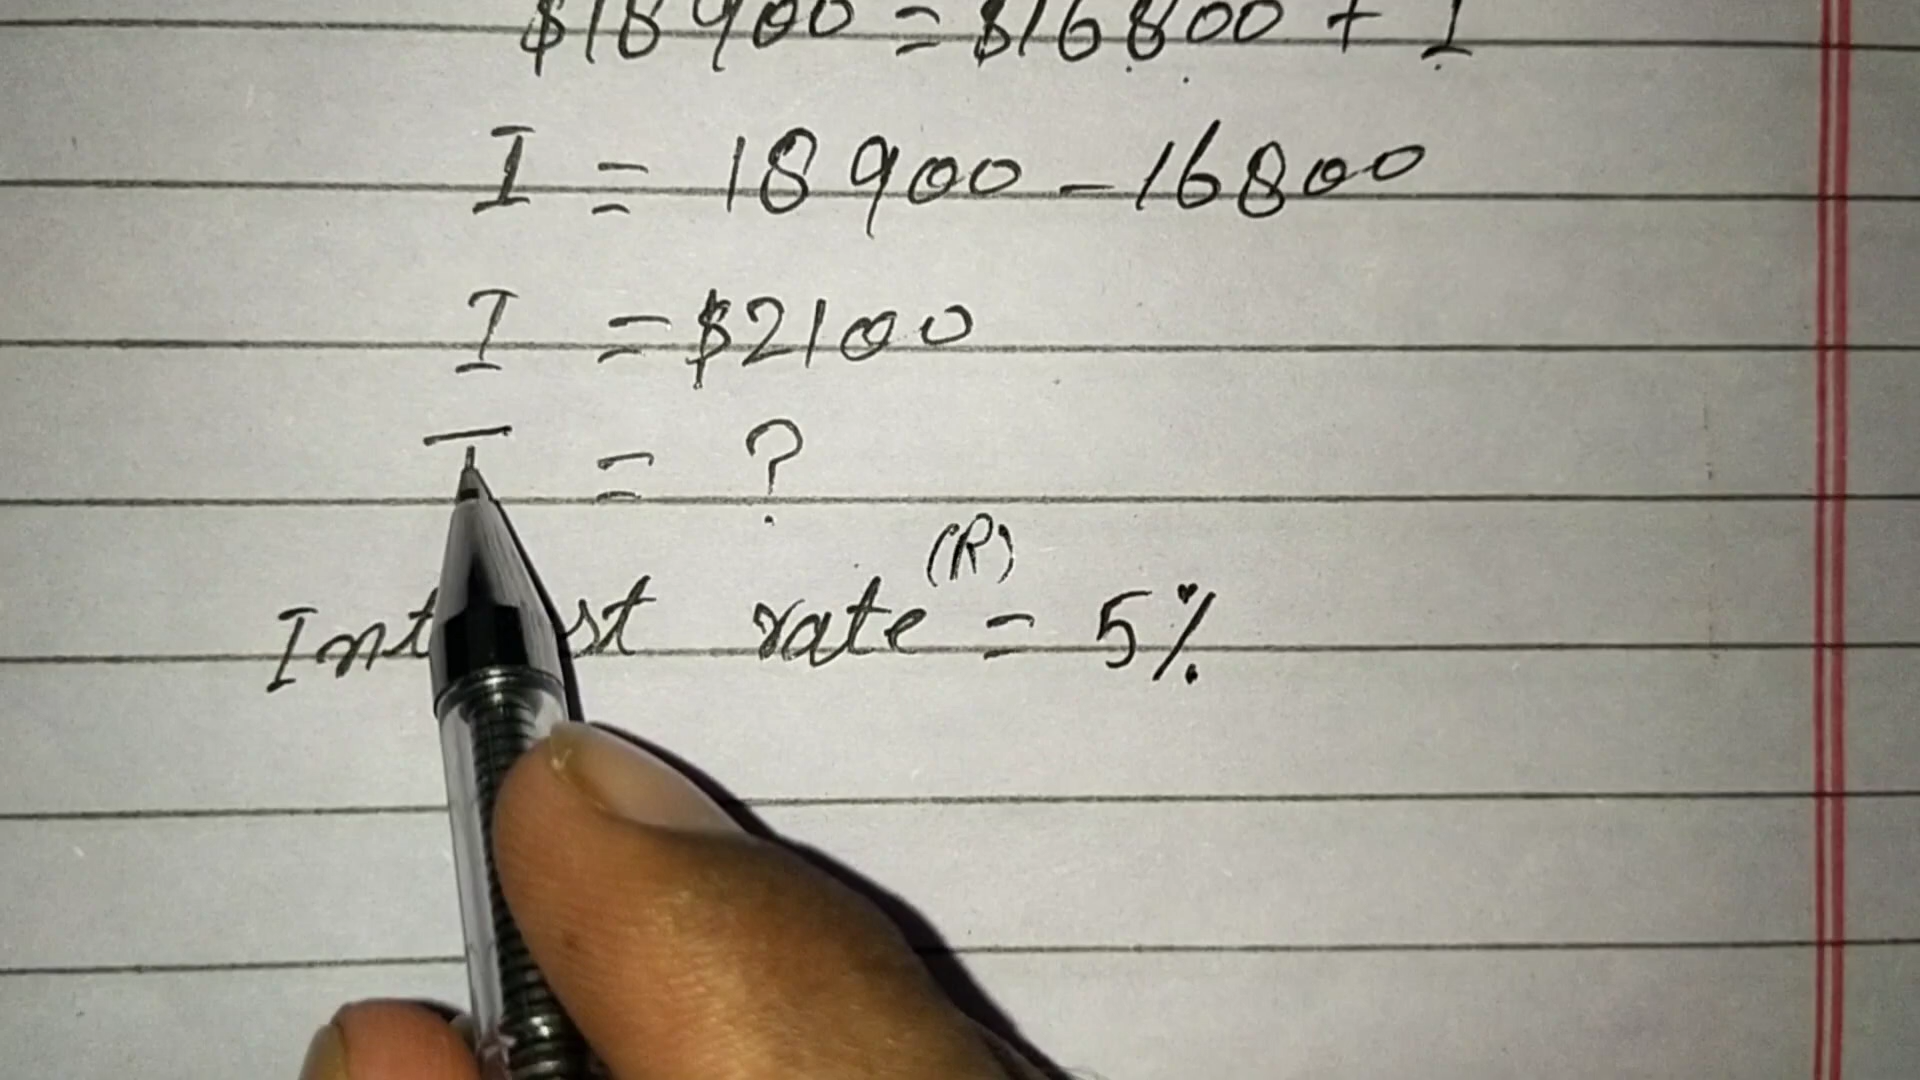 $18900 = $16800 + I
I = 18900 - 16800
I = $2100
T = ?
(R)
rate = 5%